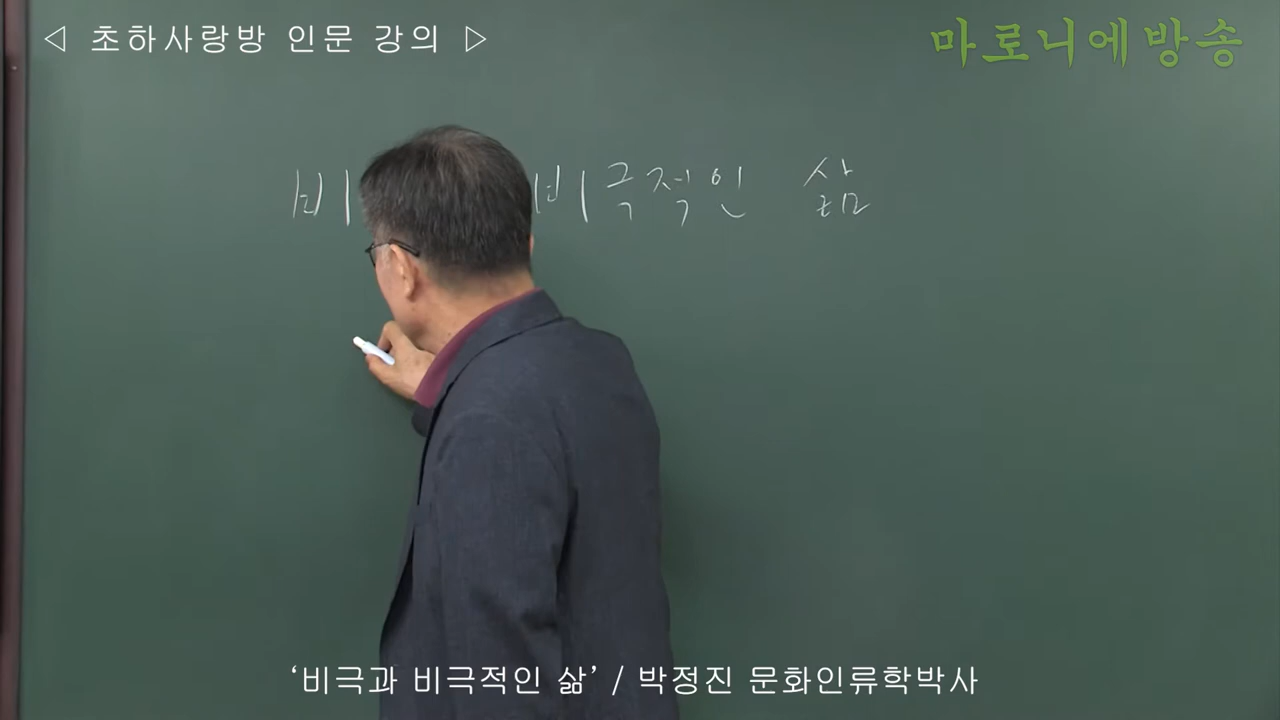 ◁ 초하사랑방 인문 강의 ▷
마로니에방송
비 비극적인 삶
‘비극과 비극적인 삶’ / 박정진 문화인류학박사